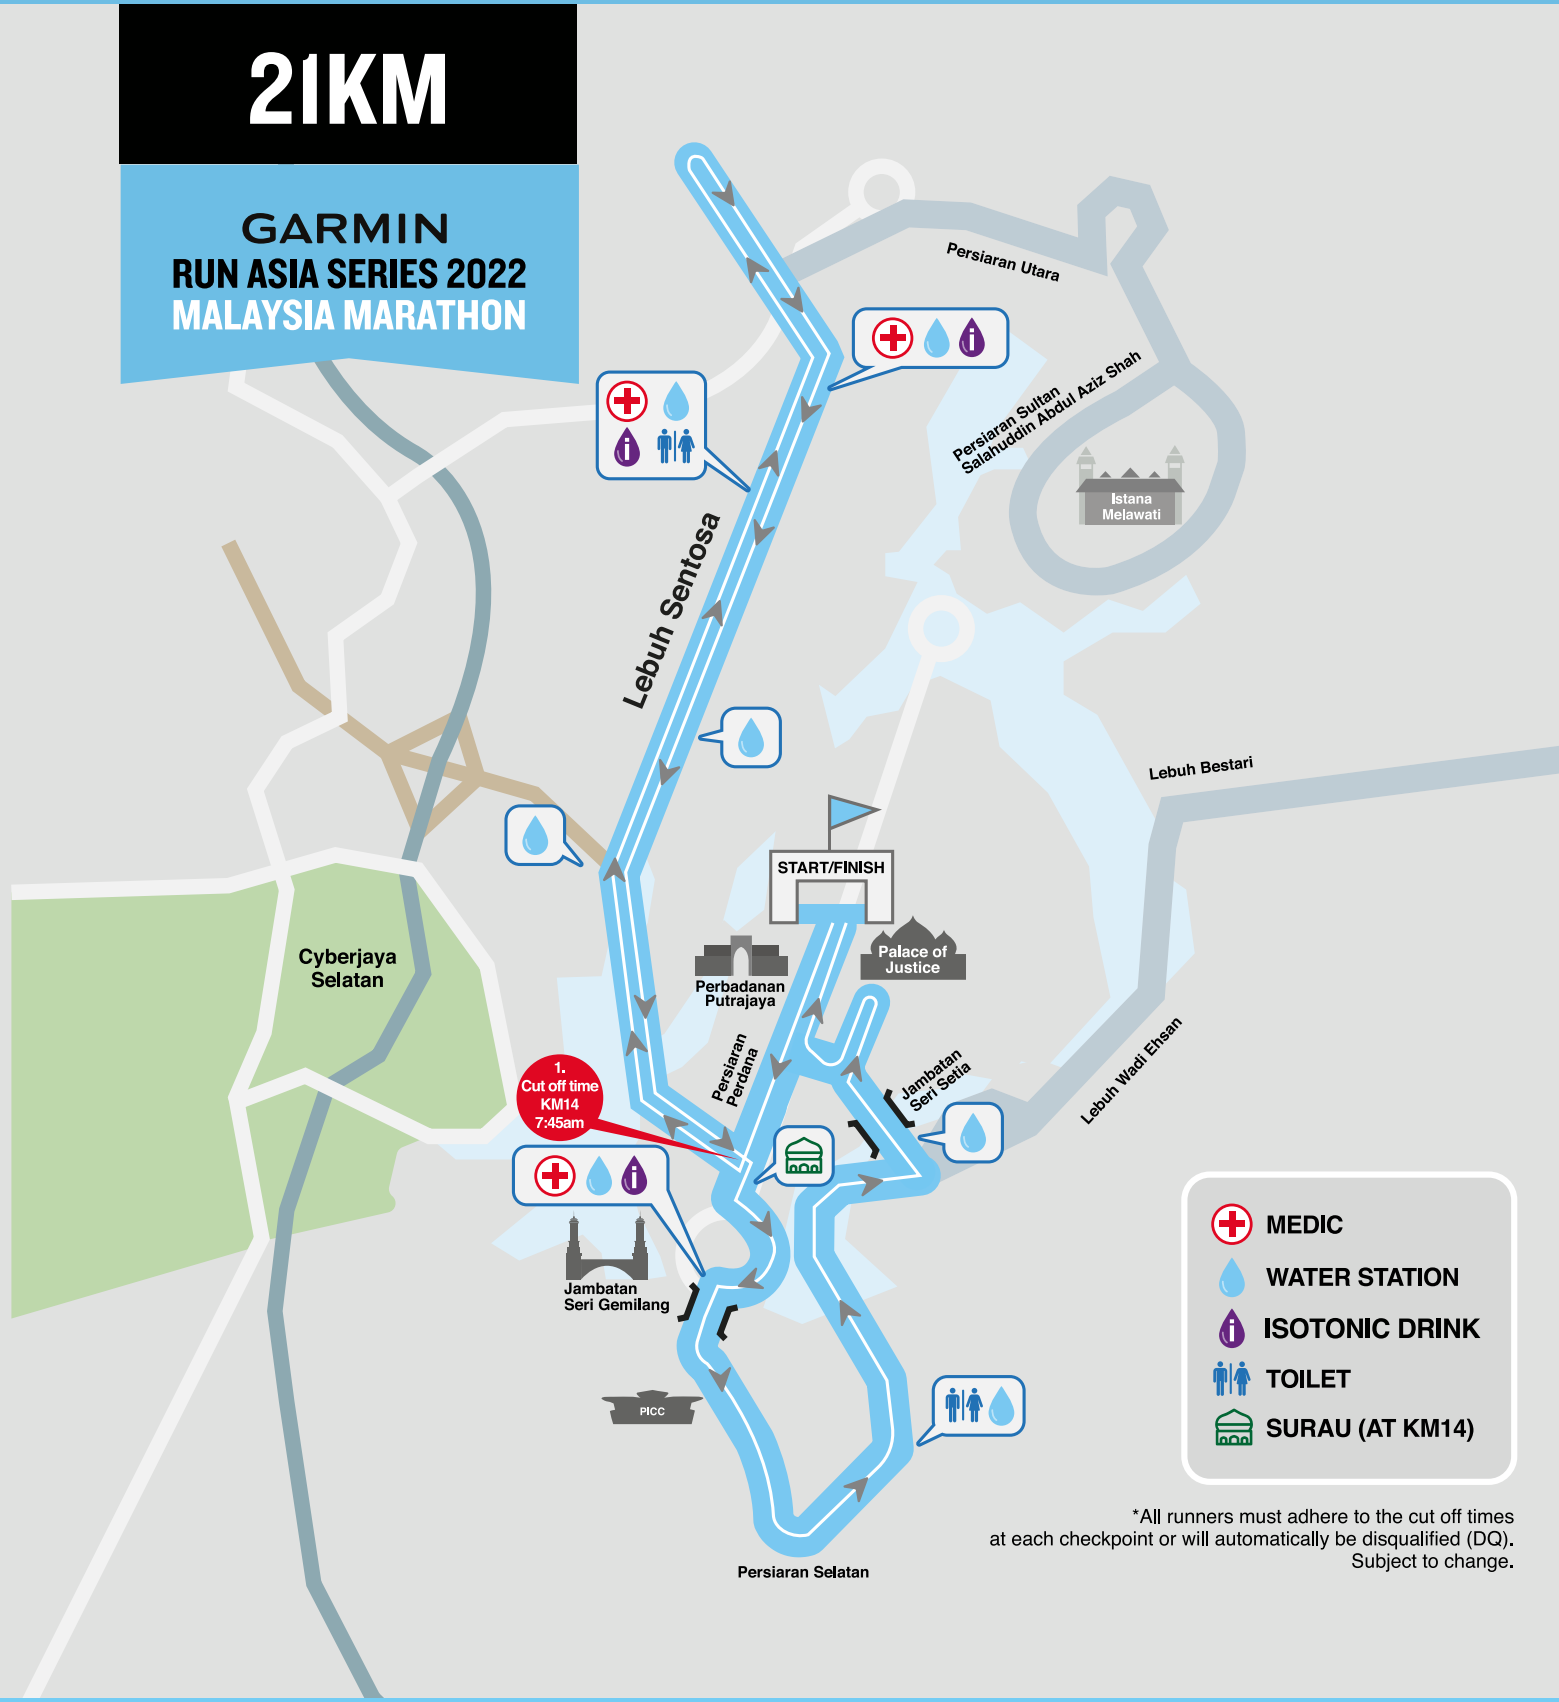 21KM
GARMIN
RUN ASIA SERIES 2022
MALAYSIA MARATHON
Persiaran Utara
Persiaran Sultan
Salahuddin Abdul Aziz Shah
Istana
Melawati
Lebuh Sentosa
Lebuh Bestari
START/FINISH
Palace of
Justice
Perbadanan
Putrajaya
Cyberjaya
Selatan
Persiaran
Perdana
Jambatan
Seri Setia
Lebuh Wadi Ehsan
1.
Cut off time
KM14
7:45am
Jambatan
Seri Gemilang
PICC
Persiaran Selatan
MEDIC
WATER STATION
i ISOTONIC DRINK
TOILET
SURAU (AT KM14)
*All runners must adhere to the cut off times
at each checkpoint or will automatically be disqualified (DQ).
Subject to change.